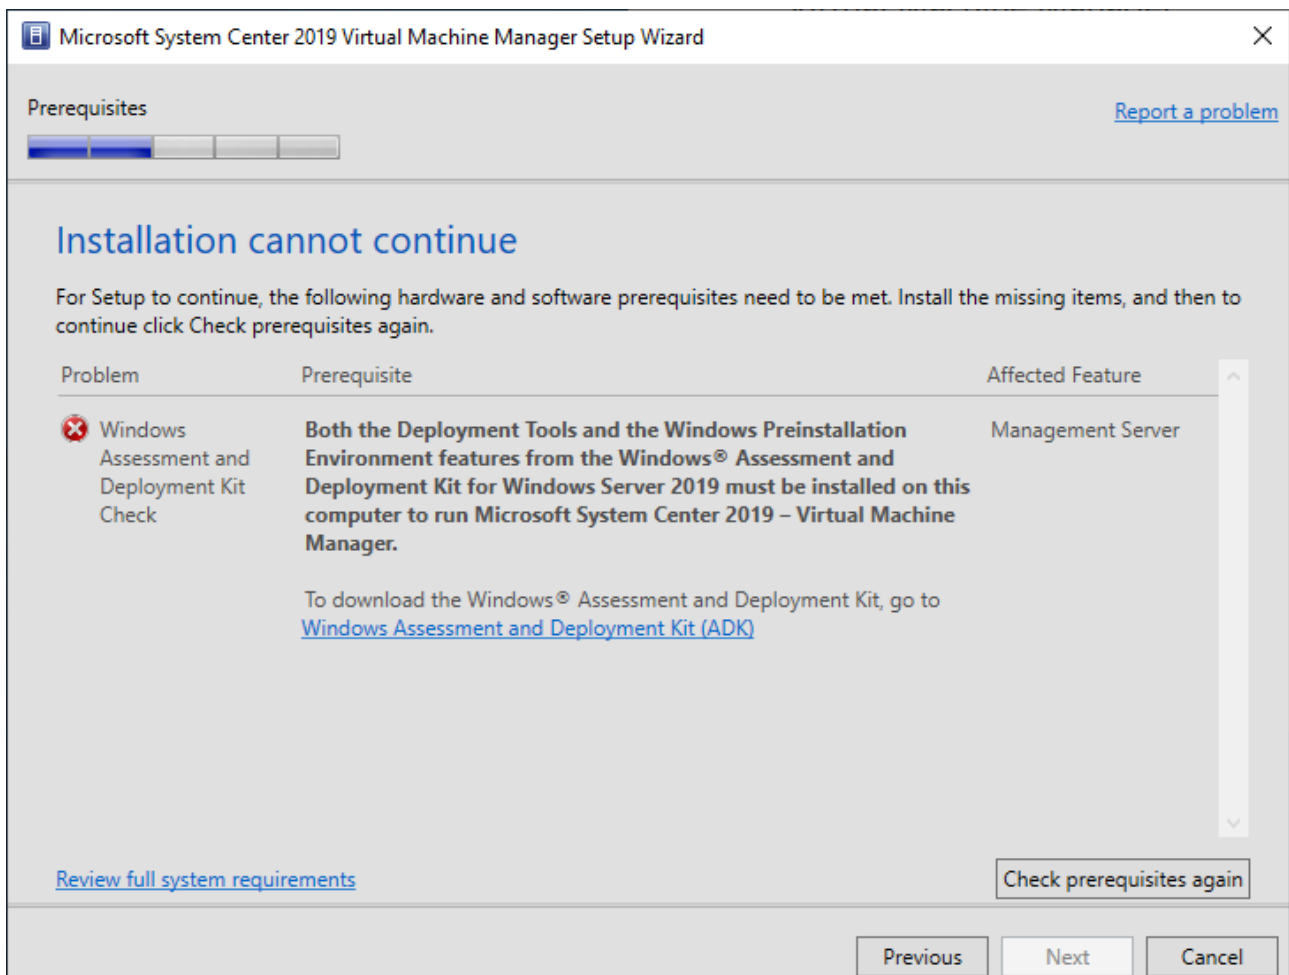 Microsoft System Center 2019 Virtual Machine Manager Setup Wizard
Prerequisites
Report a problem
Installation cannot continue
For Setup to continue, the following hardware and software prerequisites need to be met. Install the missing items, and then to
continue click Check prerequisites again.
Problem Prerequisite Affected Feature
Windows
Assessment and
Deployment Kit
Check
Both the Deployment Tools and the Windows Preinstallation
Environment features from the Windows® Assessment and
Deployment Kit for Windows Server 2019 must be installed on this
computer to run Microsoft System Center 2019 – Virtual Machine
Manager.
To download the Windows® Assessment and Deployment Kit, go to
Windows Assessment and Deployment Kit (ADK)
Management Server
Review full system requirements
Check prerequisites again
Previous Next Cancel